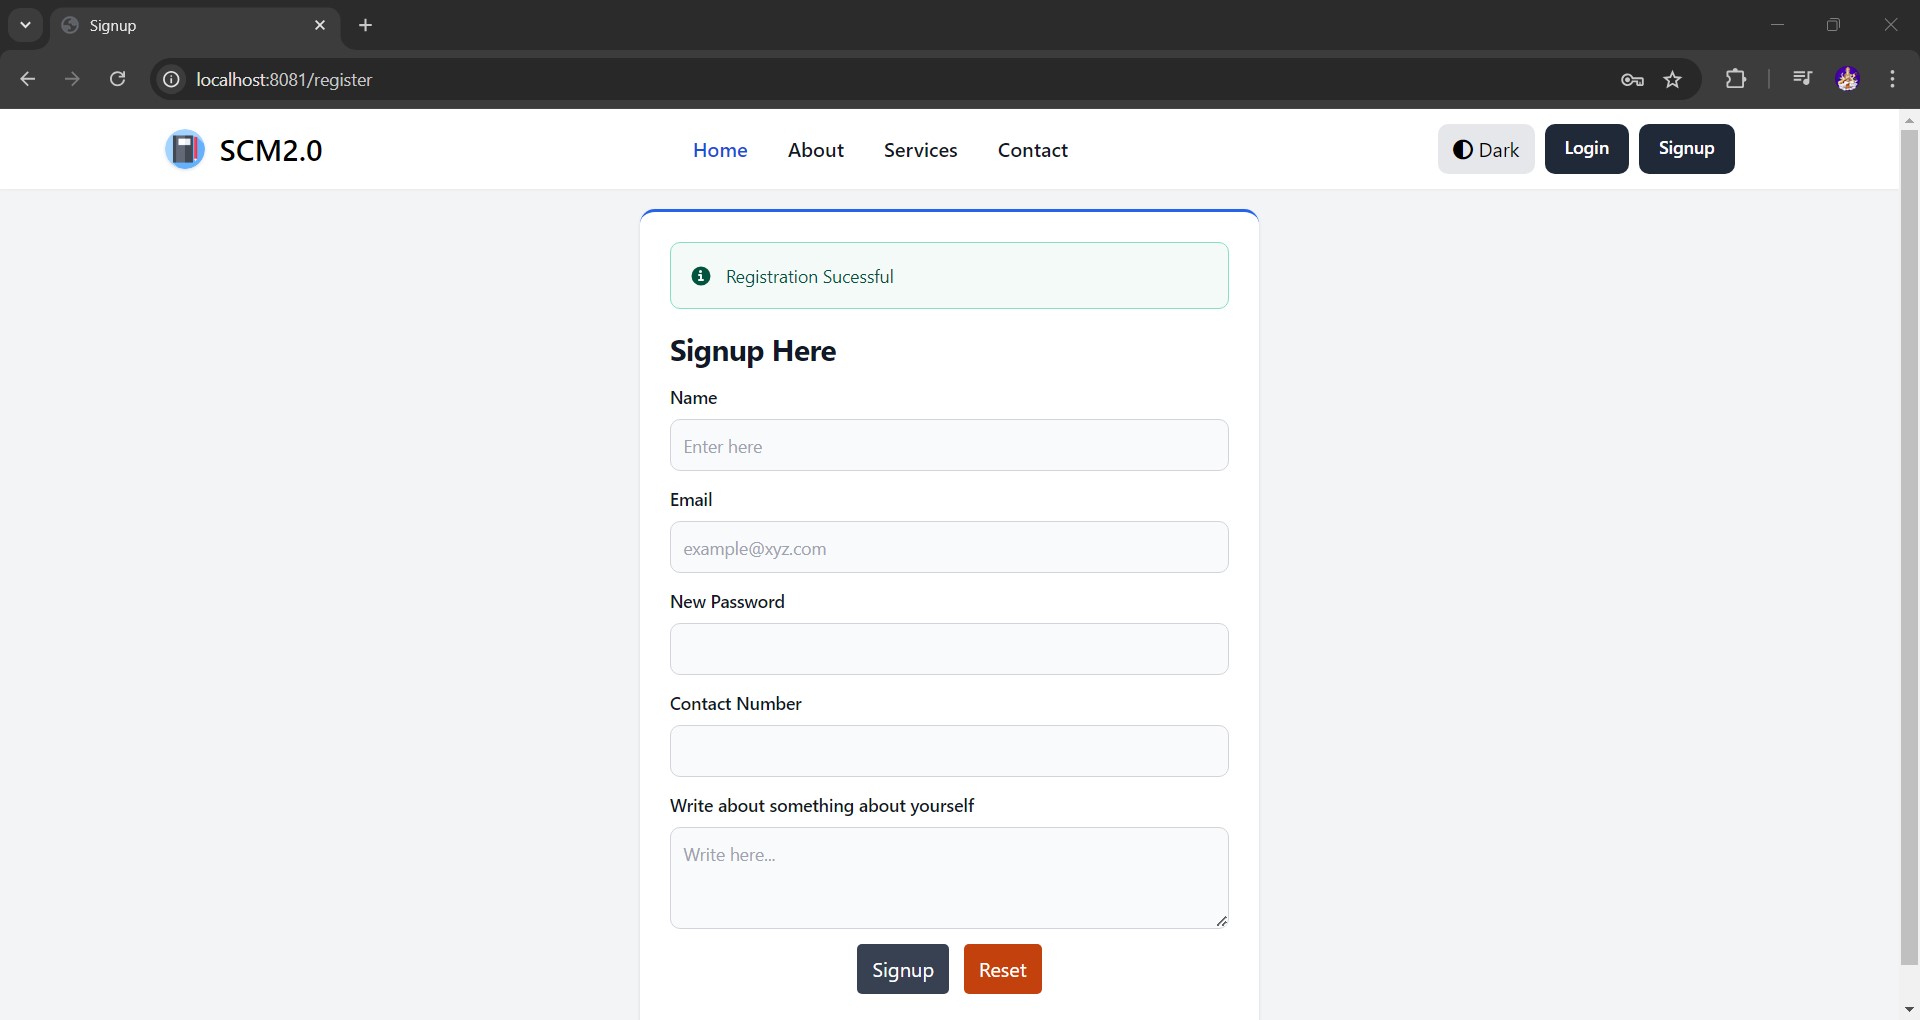 Signup
localhost:8081/register
SCM2.0
Home About Services Contact
Dark Login Signup
Registration Sucessful
Signup Here
Name
Enter here
Email
example@xyz.com
New Password
Contact Number
Write about something about yourself
Write here...
Signup Reset